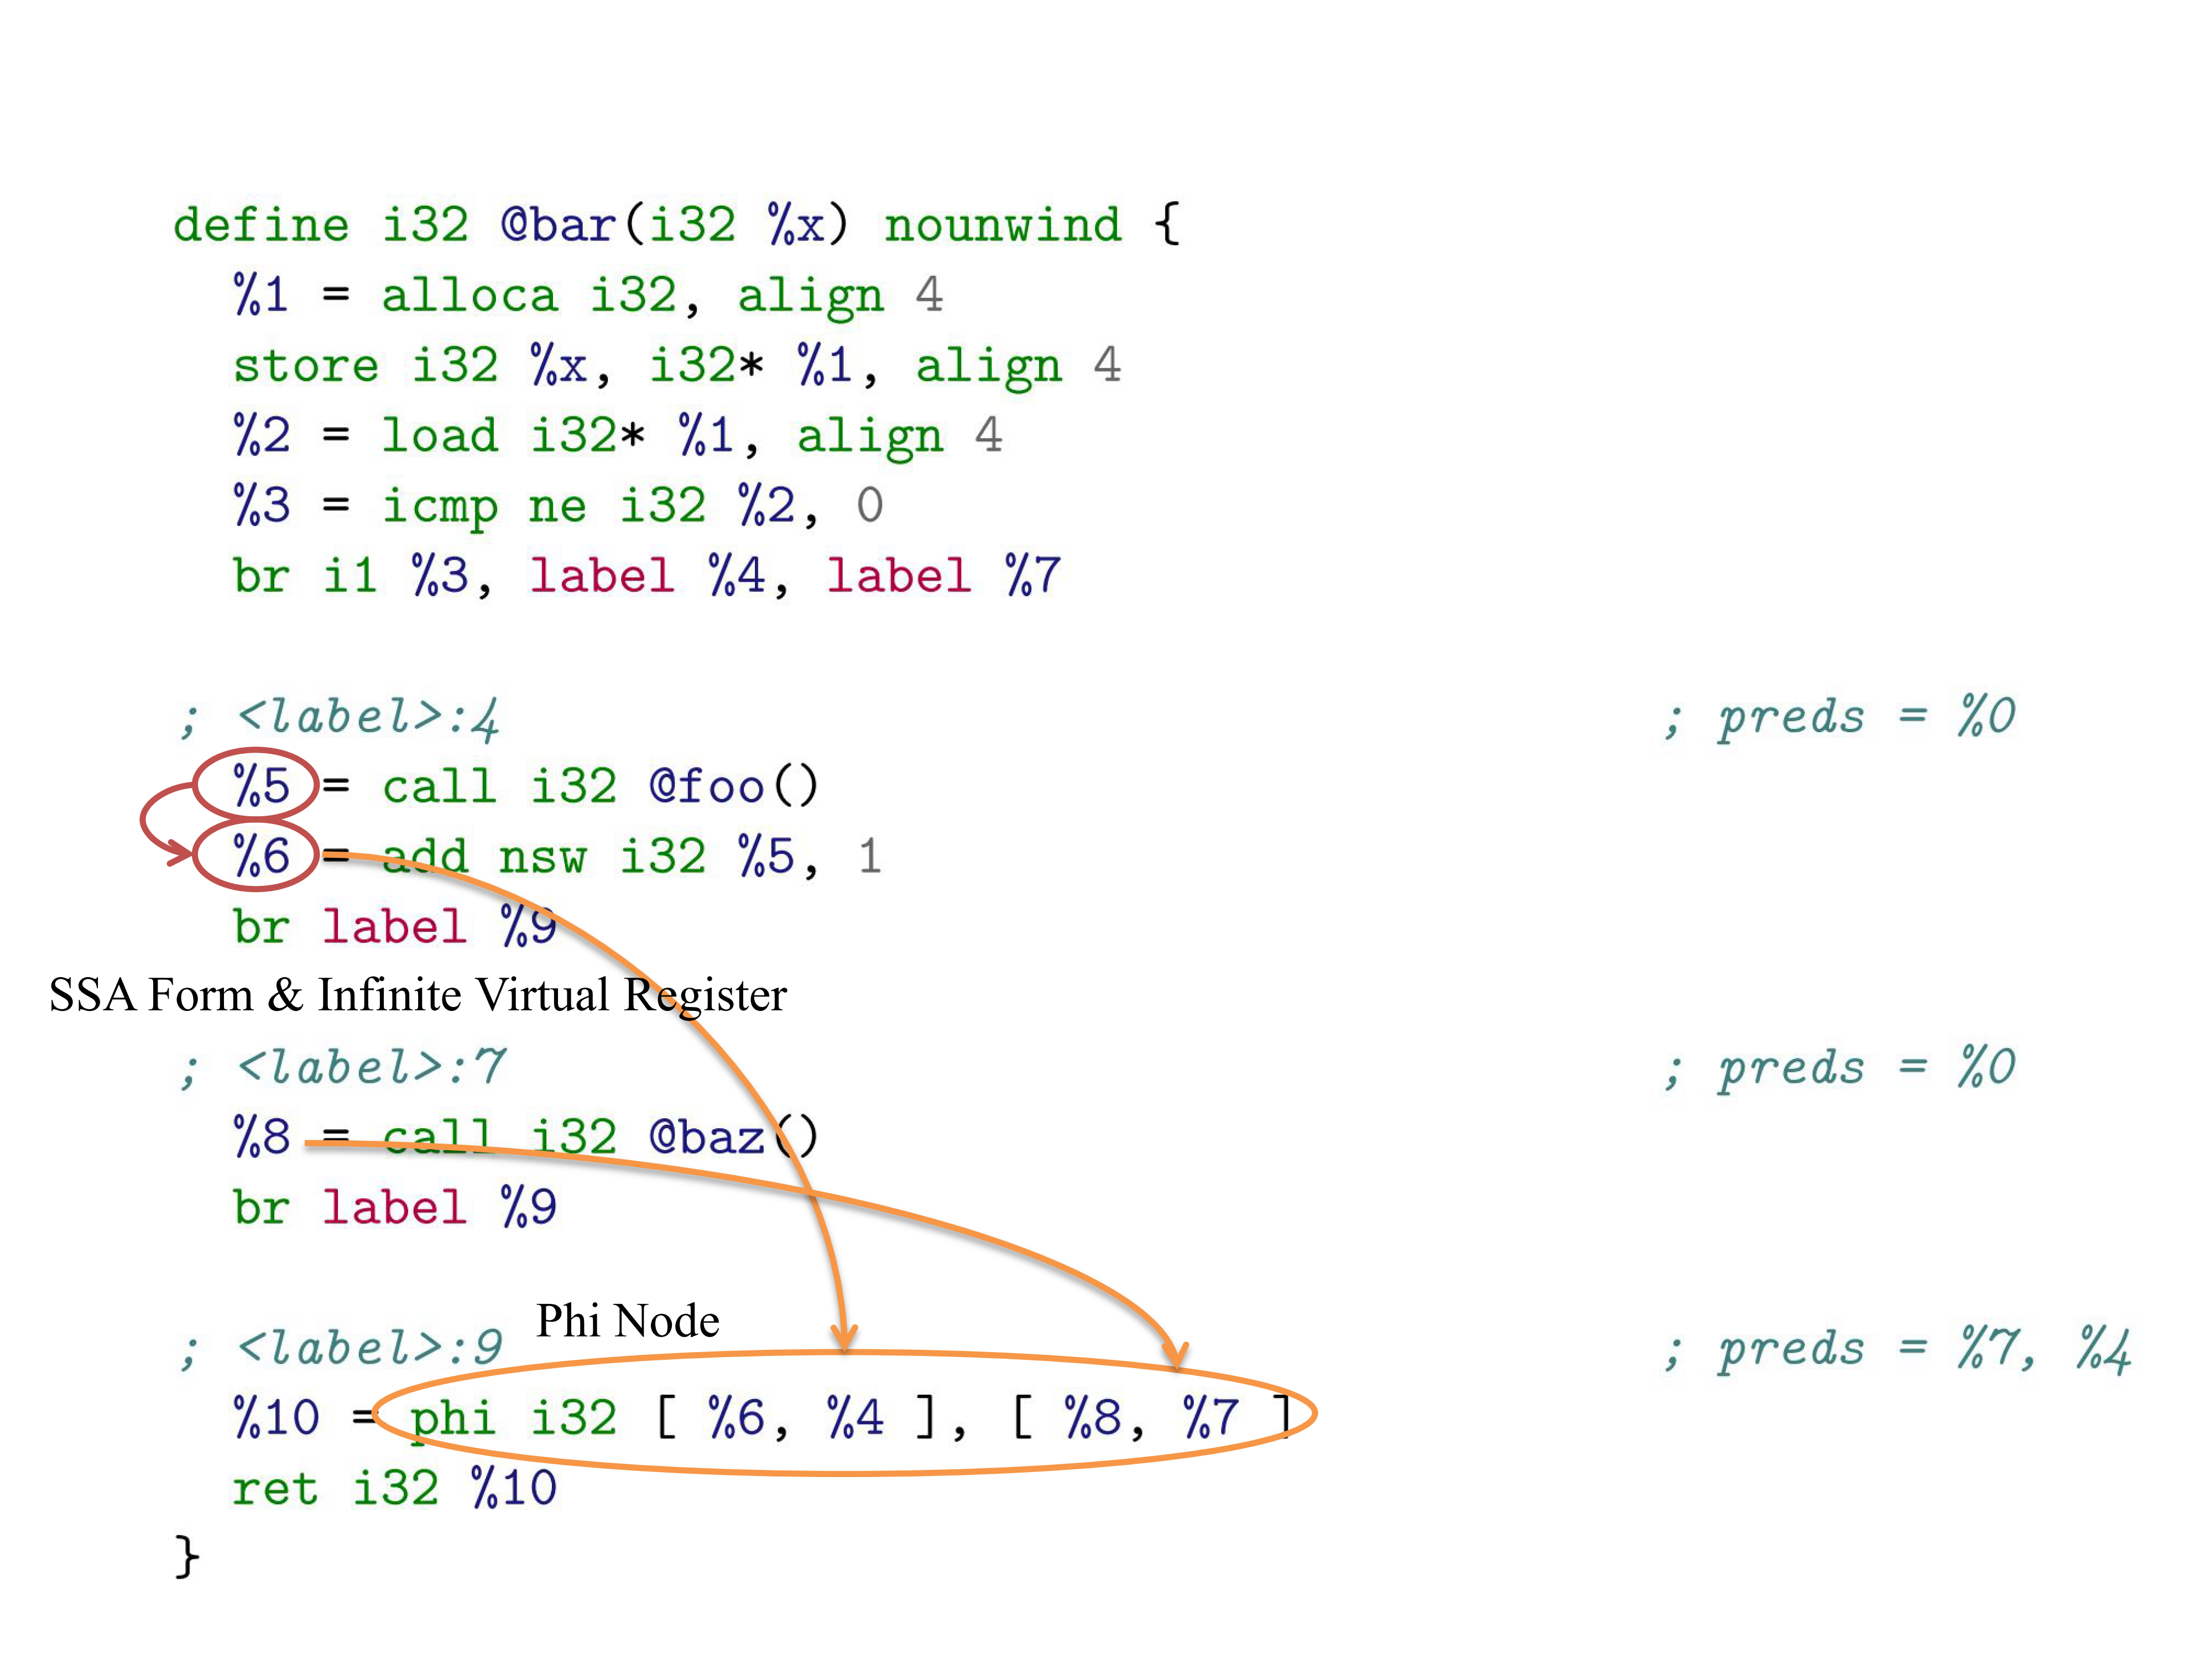 define i32 @bar(i32 %x) nounwind {
%1 = alloca i32, align 4
store i32 %x, i32* %1, align 4
%2 = load i32* %1, align 4
%3 = icmp ne i32 %2, 0
br i1 %3, label %4, label %7
; <label>:4 ; preds = %0
%5 = call i32 @foo()
%6 = add nsw i32 %5, 1
br label %9
SSA Form & Infinite Virtual Register
; <label>:7 ; preds = %0
%8 = call i32 @baz()
br label %9
Phi Node
; <label>:9 ; preds = %7, %4
%10 = phi i32 [ %6, %4 ], [ %8, %7 ]
ret i32 %10
}